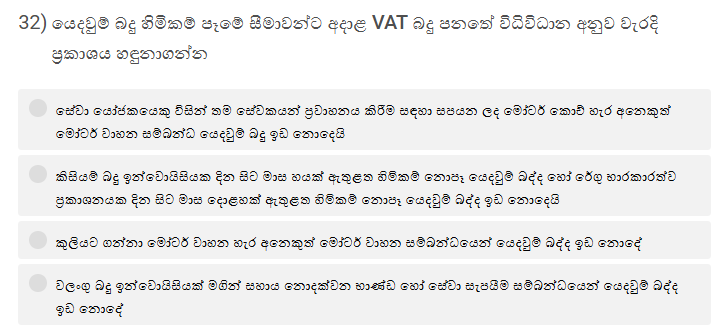 32) යෙදවුම් බදු හිමිකම් පෑමේ සීමාවන්ට අදාළ VAT බදු පනතේ විධිවිධාන අනුව වැරදි
ප්‍රකාශය හඳුනාගන්න
සේවා යෝජකයෙකු විසින් තම සේවකයන් ප්‍රවාහනය කිරීම සඳහා සපයන ලද මෝටර් කෝච් හැර අනෙකුත්
මෝටර් වාහන සම්බන්ධ යෙදවුම් බදු ඉඩ නොදෙයි
කිසියම් බදු ඉන්වොයිසියක දින සිට මාස හයක් ඇතුළත හිම්කම් නොපෑ යෙදවුම් බද්ද හෝ රේගු භාරකාරත්ව
ප්‍රකාශනයක දින සිට මාස දොළහක් ඇතුළත හිම්කම් නොපෑ යෙදවුම් බද්ද ඉඩ නොදෙයි
කුලියට ගන්නා මෝටර් වාහන හැර අනෙකුත් මෝටර් වාහන සම්බන්ධයෙන් යෙදවුම් බද්ද ඉඩ නොදේ
වලංගු බදු ඉන්වොයිසියක් මගින් සහාය නොදක්වන භාණ්ඩ හෝ සේවා සැපයීම සම්බන්ධයෙන් යෙදවුම් බද්ද
ඉඩ නොදේ